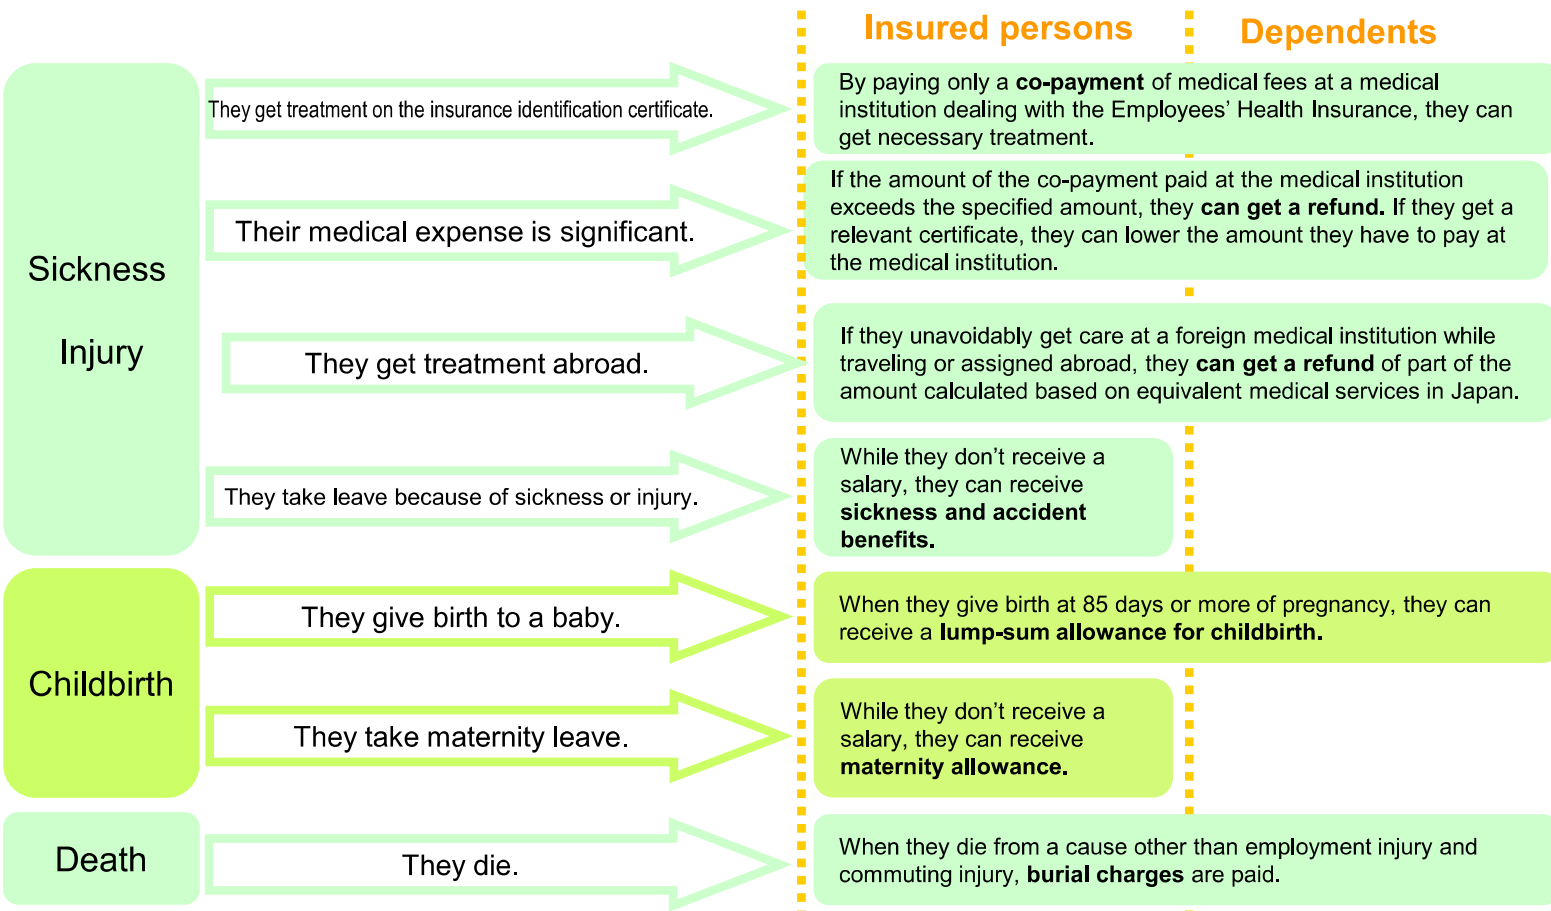 Insured persons
Dependents
Sickness
Injury
They get treatment on the insurance identification certificate.
By paying only a co-payment of medical fees at a medical
institution dealing with the Employees’ Health Insurance, they can
get necessary treatment.
Their medical expense is significant.
If the amount of the co-payment paid at the medical institution
exceeds the specified amount, they can get a refund. If they get a
relevant certificate, they can lower the amount they have to pay at
the medical institution.
They get treatment abroad.
If they unavoidably get care at a foreign medical institution while
traveling or assigned abroad, they can get a refund of part of the
amount calculated based on equivalent medical services in Japan.
They take leave because of sickness or injury.
While they don’t receive a
salary, they can receive
sickness and accident
benefits.
Childbirth
They give birth to a baby.
When they give birth at 85 days or more of pregnancy, they can
receive a lump-sum allowance for childbirth.
They take maternity leave.
While they don’t receive a
salary, they can receive
maternity allowance.
Death
They die.
When they die from a cause other than employment injury and
commuting injury, burial charges are paid.